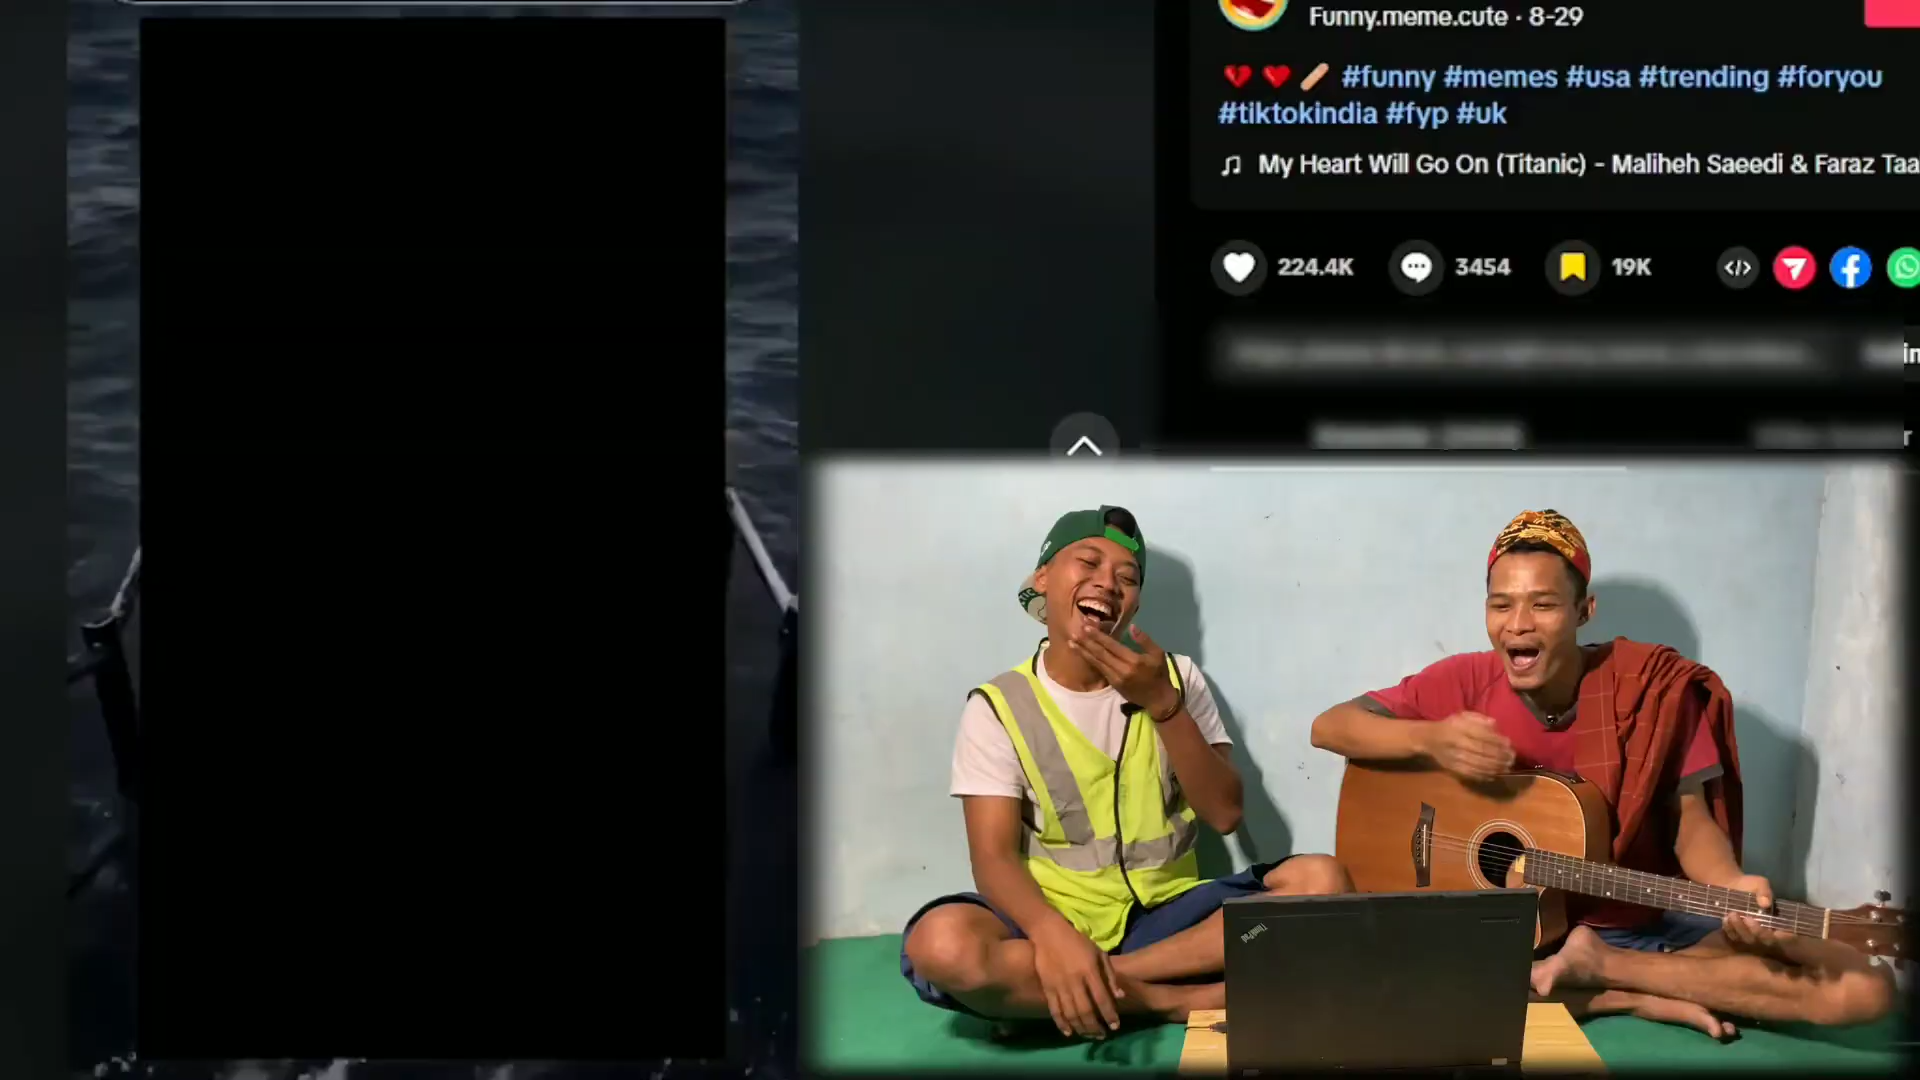 Funny.meme.cute · 8-29
💔 ❤️ 🩹 #funny #memes #usa #trending #foryou
#tiktokindia #fyp #uk
♫ My Heart Will Go On (Titanic) - Maliheh Saeedi & Faraz Taa
224.4K 3454 19K
ThinkPad